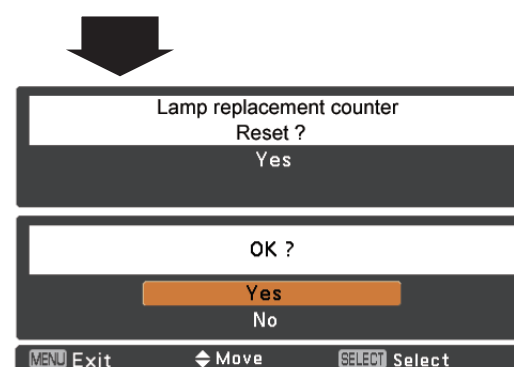 Lamp replacement counter
Reset ?
Yes
OK ?
Yes
No
MENU Exit Move SELECT Select